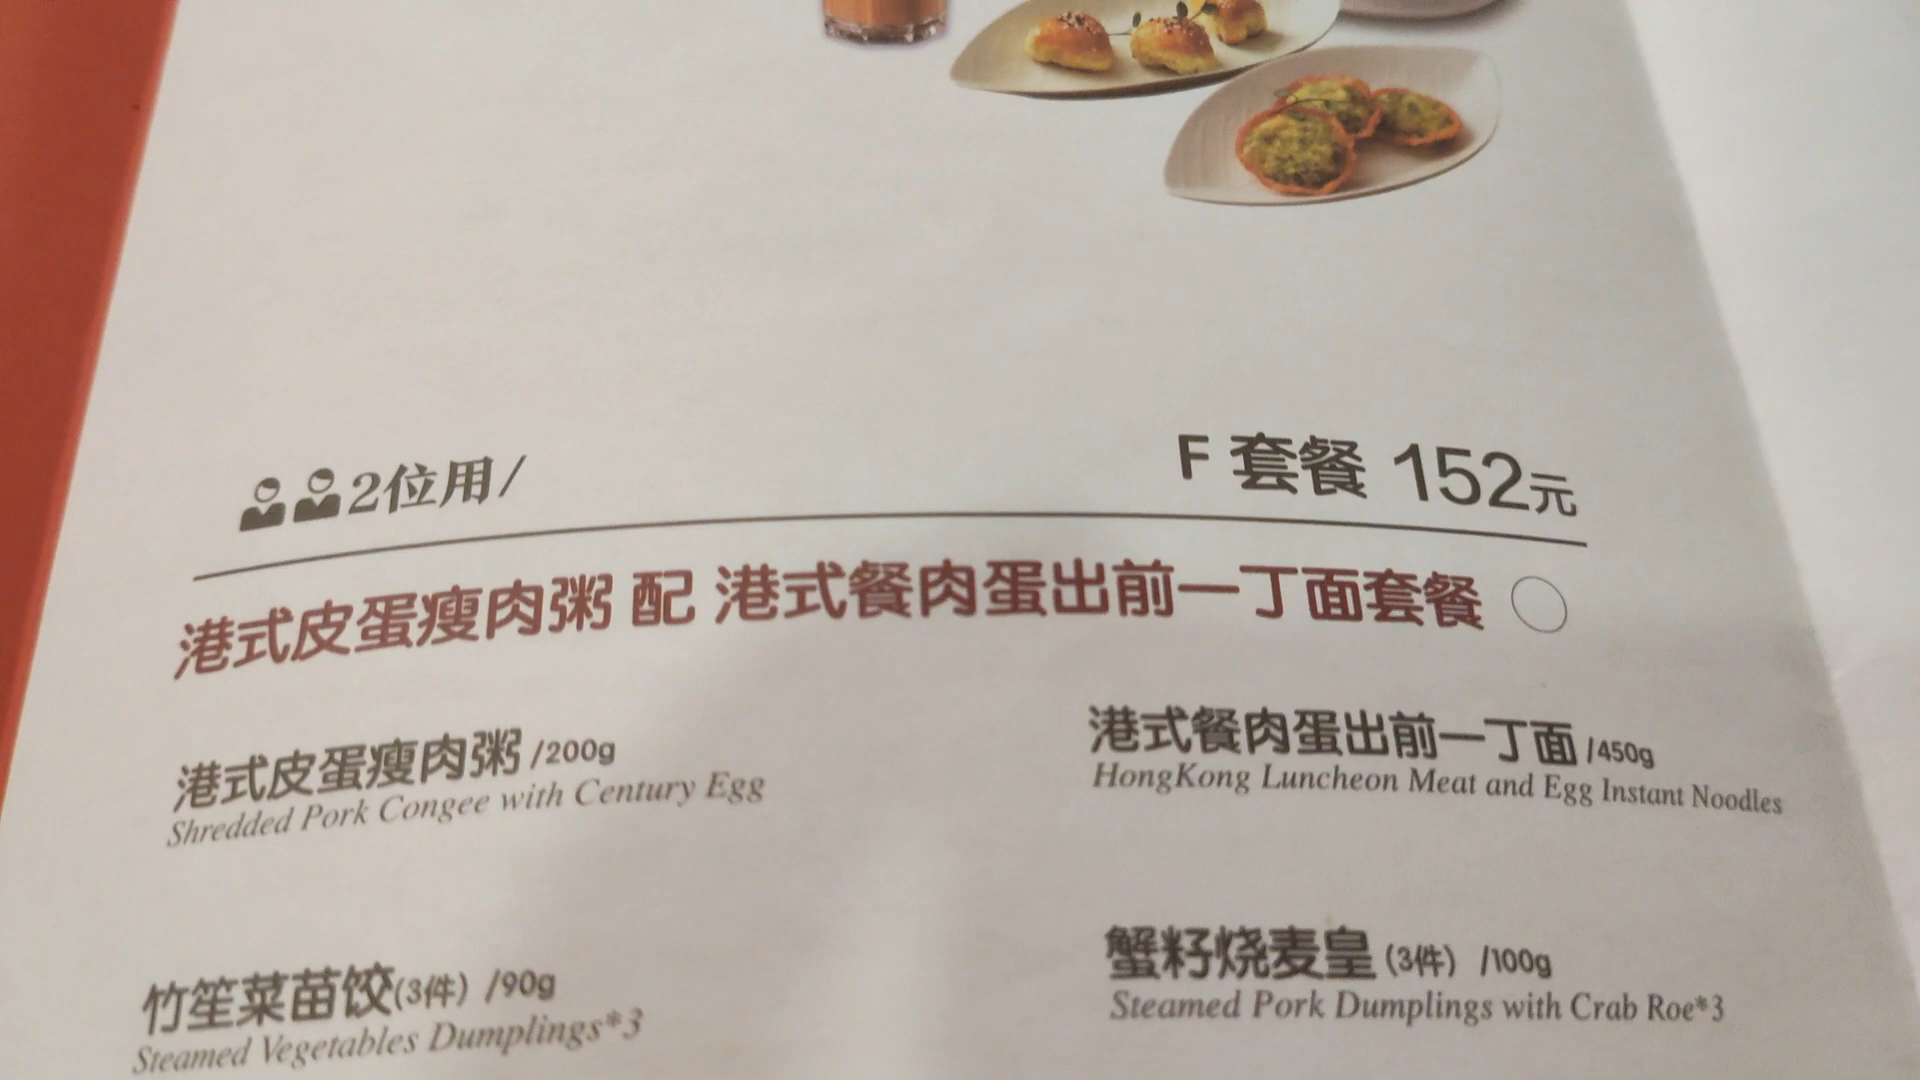 2位用/
F 套餐 152元
港式皮蛋瘦肉粥 配 港式餐肉蛋出前一丁面套餐
港式皮蛋瘦肉粥 /200g
Shredded Pork Congee with Century Egg
港式餐肉蛋出前一丁面 /450g
HongKong Luncheon Meat and Egg Instant Noodles
竹笙菜苗饺(3件) /90g
Steamed Vegetables Dumplings*3
蟹籽烧麦皇 (3件) /100g
Steamed Pork Dumplings with Crab Roe*3